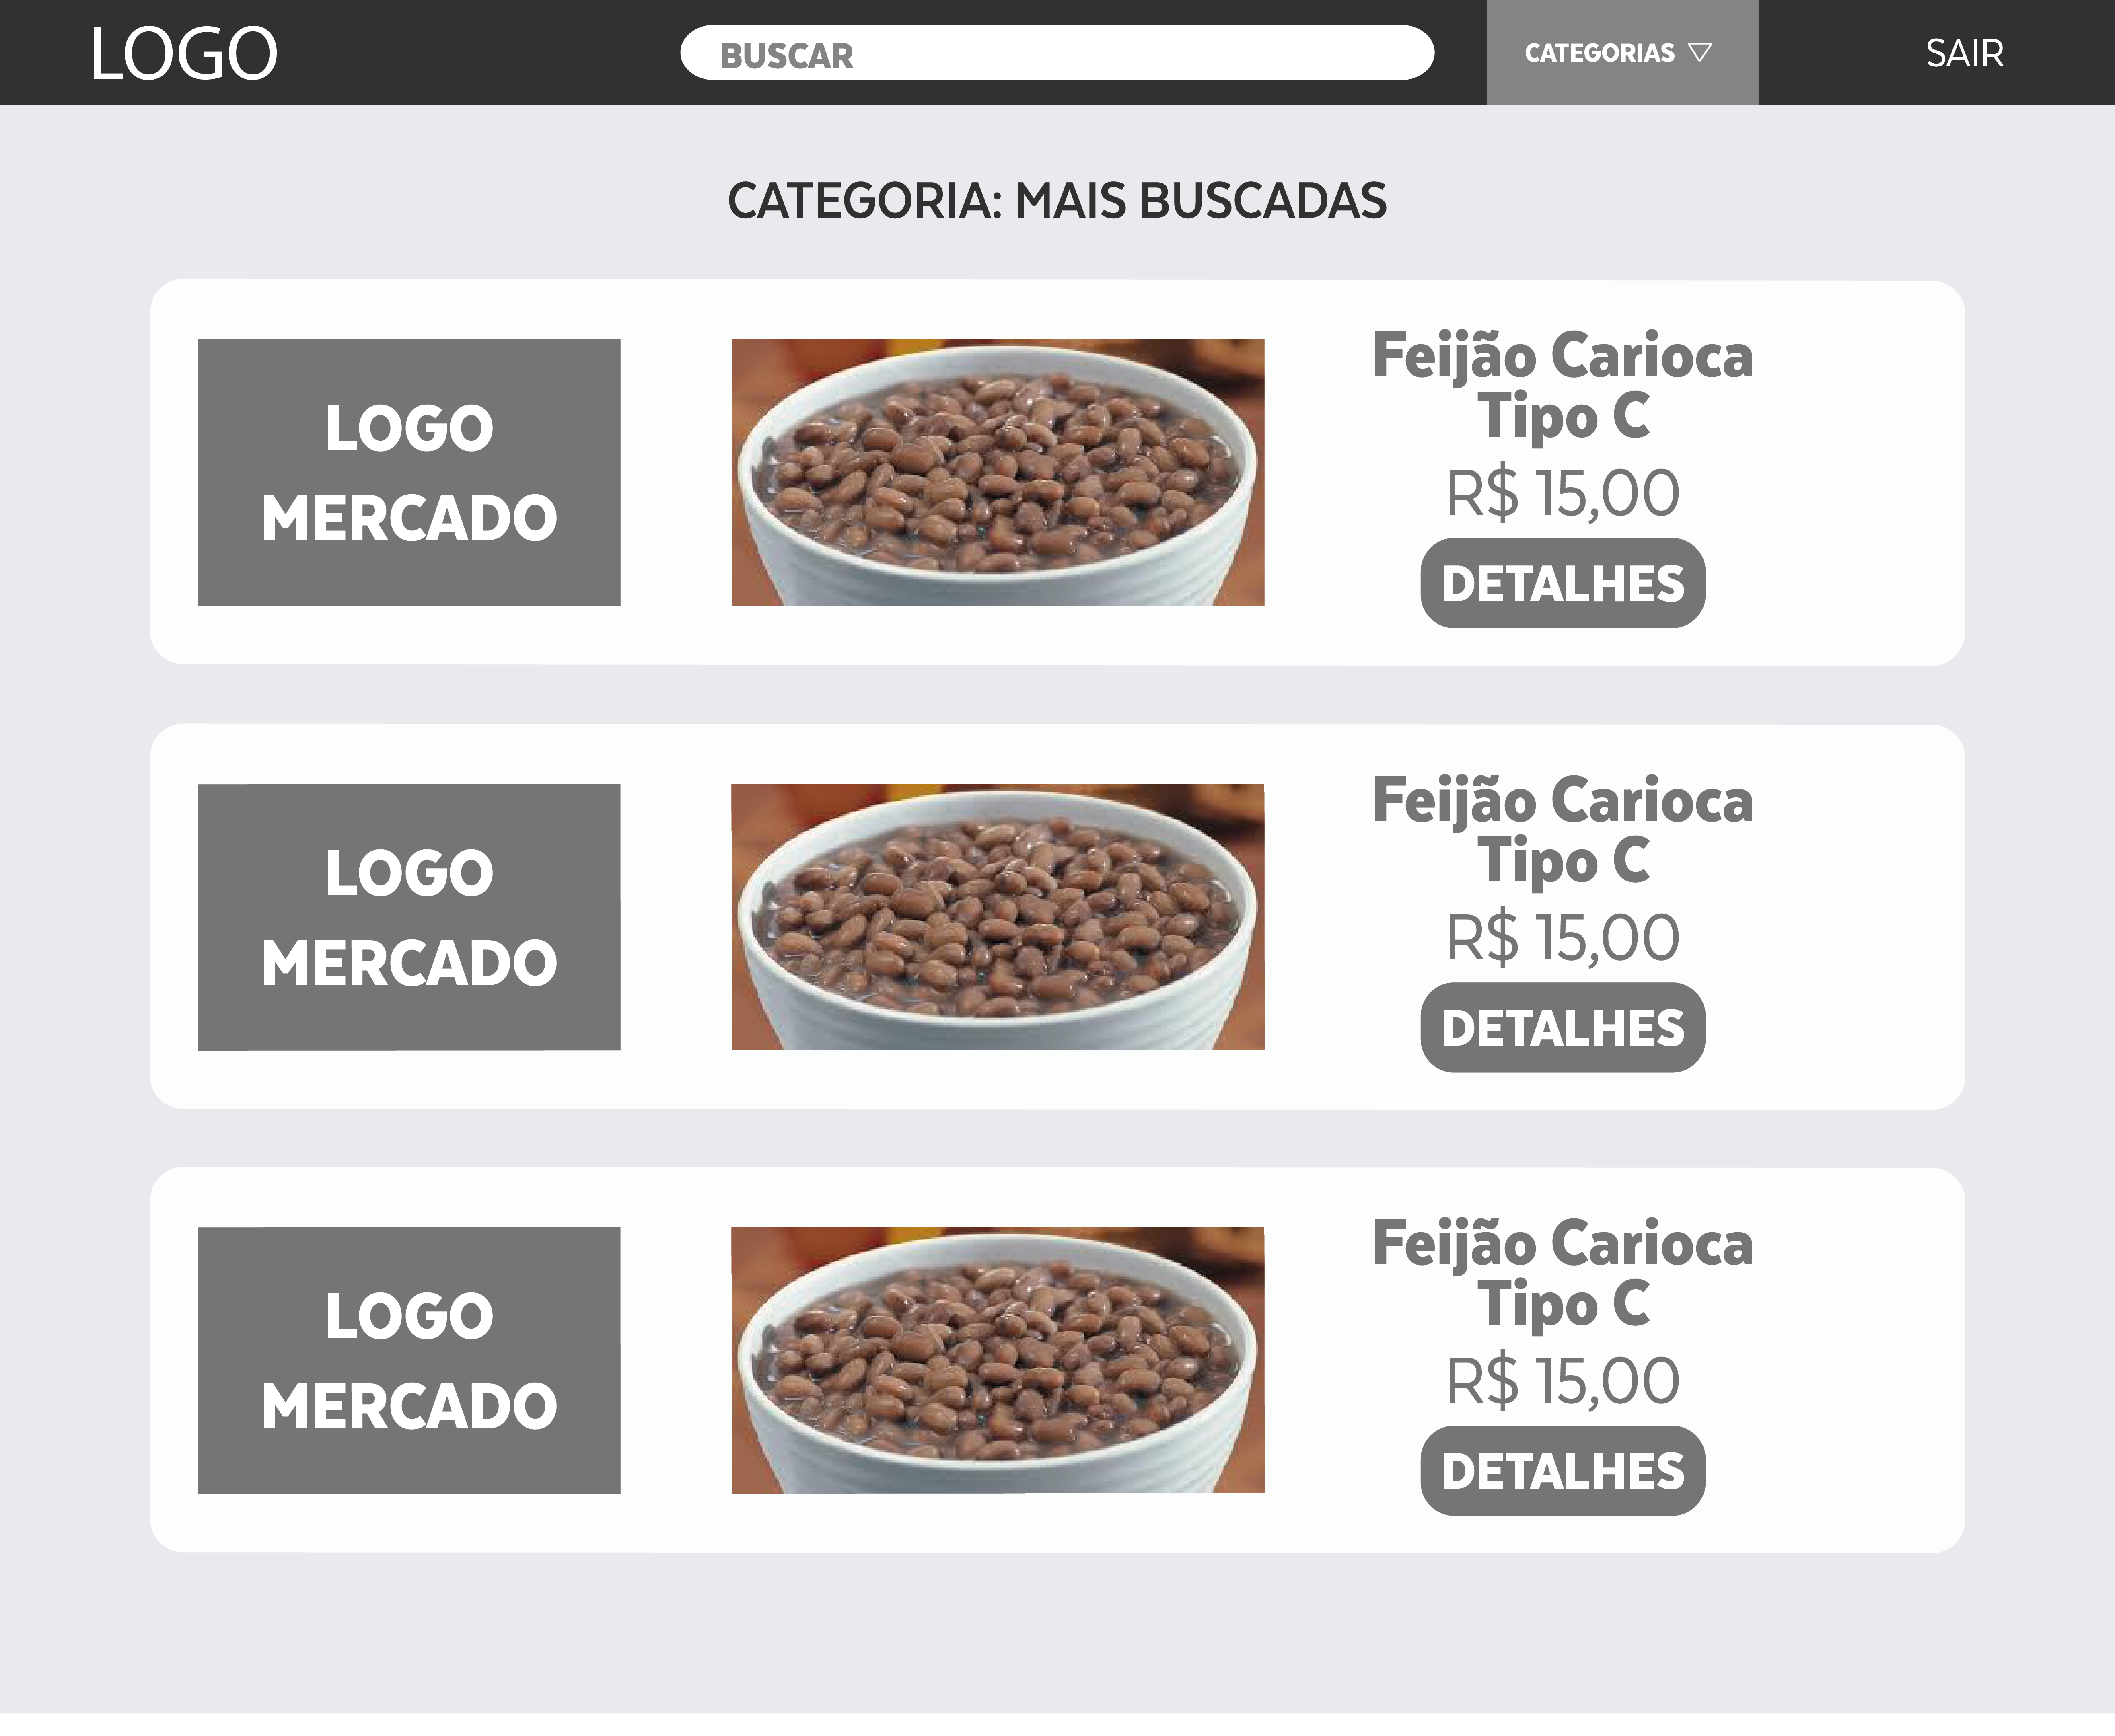 LOGO
BUSCAR
CATEGORIAS
SAIR
CATEGORIA: MAIS BUSCADAS
LOGO
MERCADO
Feijão Carioca
Tipo C
R$ 15,00
DETALHES
LOGO
MERCADO
Feijão Carioca
Tipo C
R$ 15,00
DETALHES
LOGO
MERCADO
Feijão Carioca
Tipo C
R$ 15,00
DETALHES